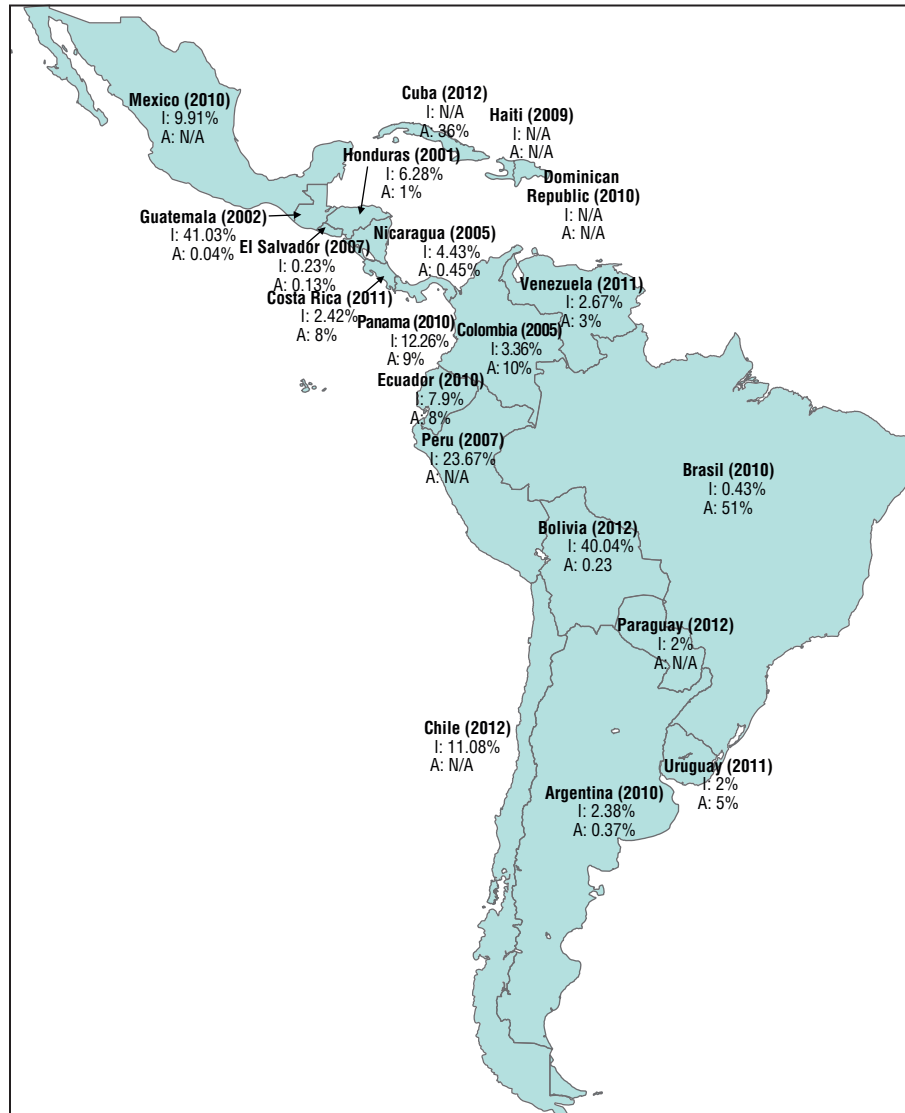 Mexico (2010)
I: 9.91%
A: N/A
Cuba (2012)
I: N/A
A: 36%
Haiti (2009)
I: N/A
A: N/A
Honduras (2001)
I: 6.28%
A: 1%
Dominican
Republic (2010)
I: N/A
A: N/A
Guatemala (2002)
I: 41.03%
A: 0.04%
El Salvador (2007)
I: 0.23%
A: 0.13%
Nicaragua (2005)
I: 4.43%
A: 0.45%
Costa Rica (2011)
I: 2.42%
A: 8%
Venezuela (2011)
I: 2.67%
A: 3%
Panama (2010)
I: 12.26%
A: 9%
Colombia (2005)
I: 3.36%
A: 10%
Ecuador (2010)
I: 7.9%
A: 8%
Peru (2007)
I: 23.67%
A: N/A
Brasil (2010)
I: 0.43%
A: 51%
Bolivia (2012)
I: 40.04%
A: 0.23
Paraguay (2012)
I: 2%
A: N/A
Chile (2012)
I: 11.08%
A: N/A
Uruguay (2011)
I: 2%
A: 5%
Argentina (2010)
I: 2.38%
A: 0.37%